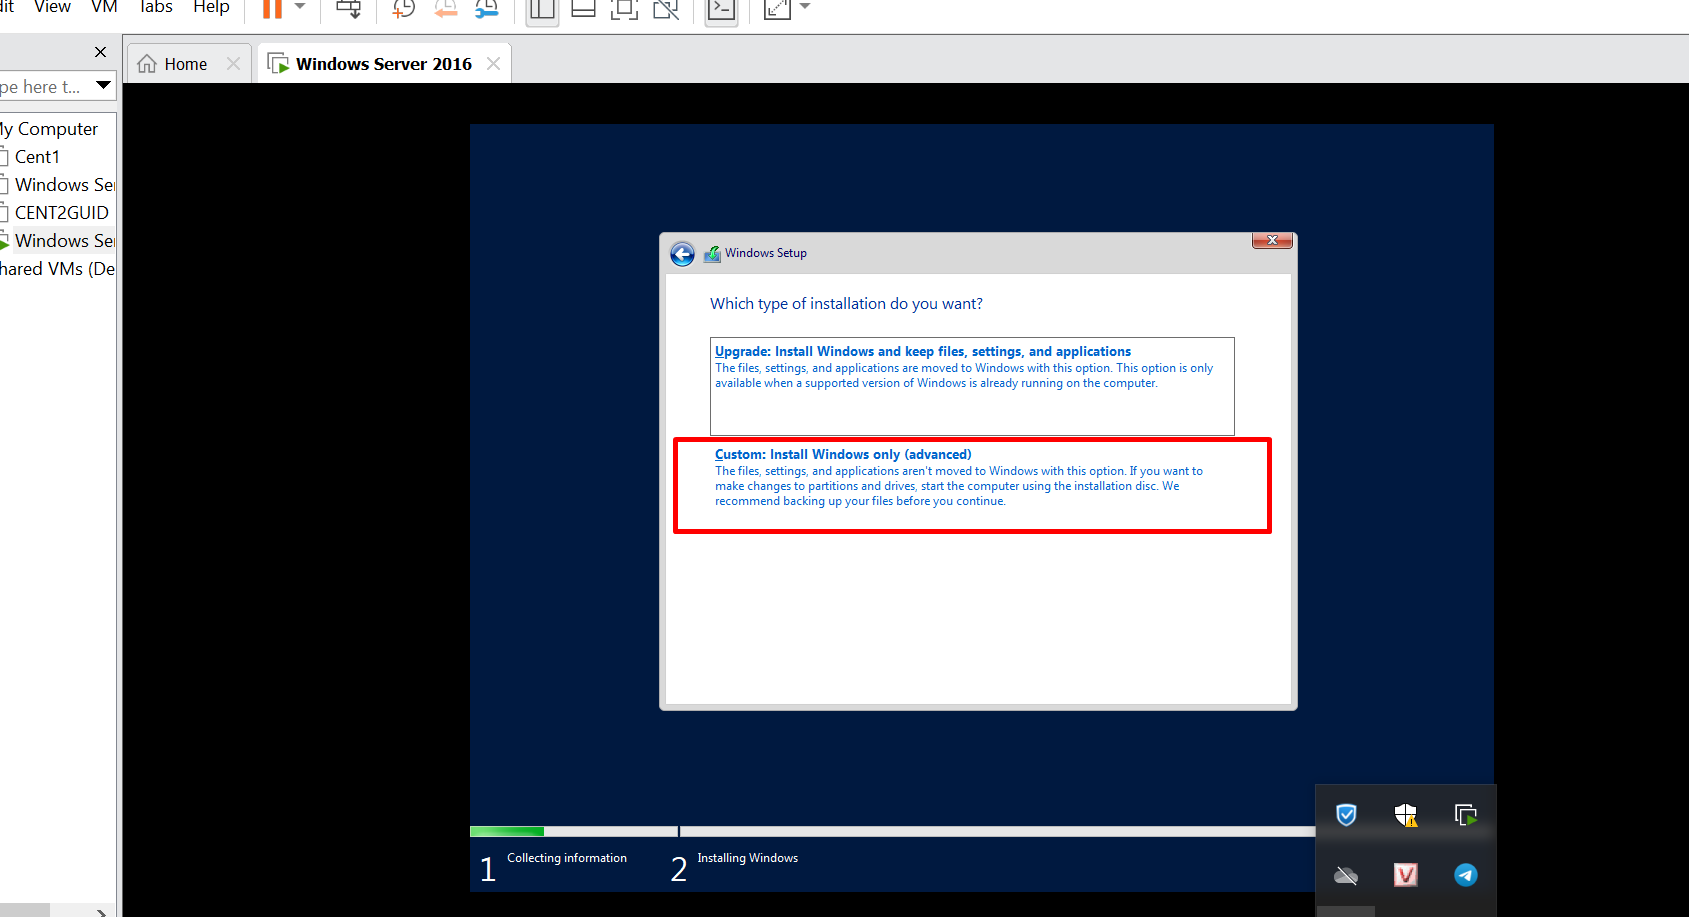 View VM Tabs Help
Home
Windows Server 2016
pe here t...
My Computer
Cent1
Windows Ser
CENT2GUID
Windows Ser
hared VMs (De
Windows Setup
Which type of installation do you want?
Upgrade: Install Windows and keep files, settings, and applications
The files, settings, and applications are moved to Windows with this option. This option is only
available when a supported version of Windows is already running on the computer.
Custom: Install Windows only (advanced)
The files, settings, and applications aren't moved to Windows with this option. If you want to
make changes to partitions and drives, start the computer using the installation disc. We
recommend backing up your files before you continue.
1 Collecting information
2 Installing Windows
V